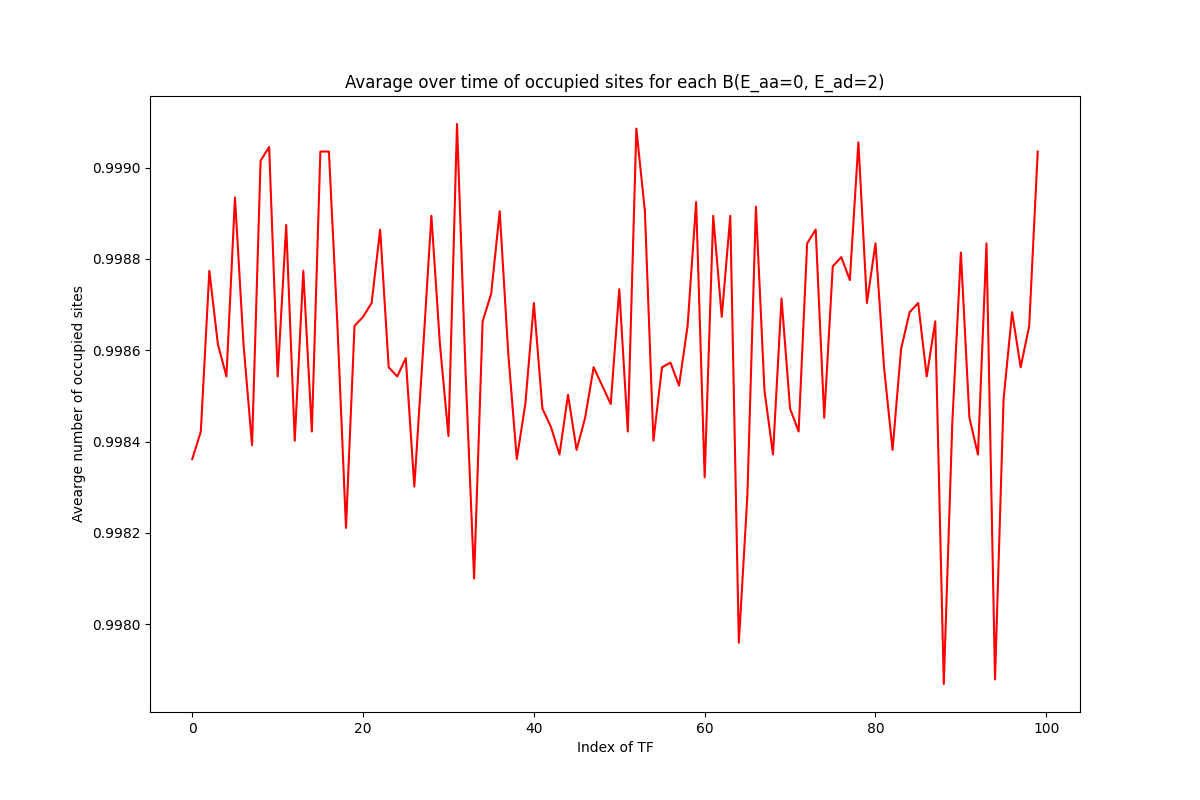 Avarage over time of occupied sites for each B(E_aa=0, E_ad=2)
0.9990
0.9988
0.9986
0.9984
0.9982
0.9980
Avearge number of occupied sites
0 20 40 60 80 100
Index of TF